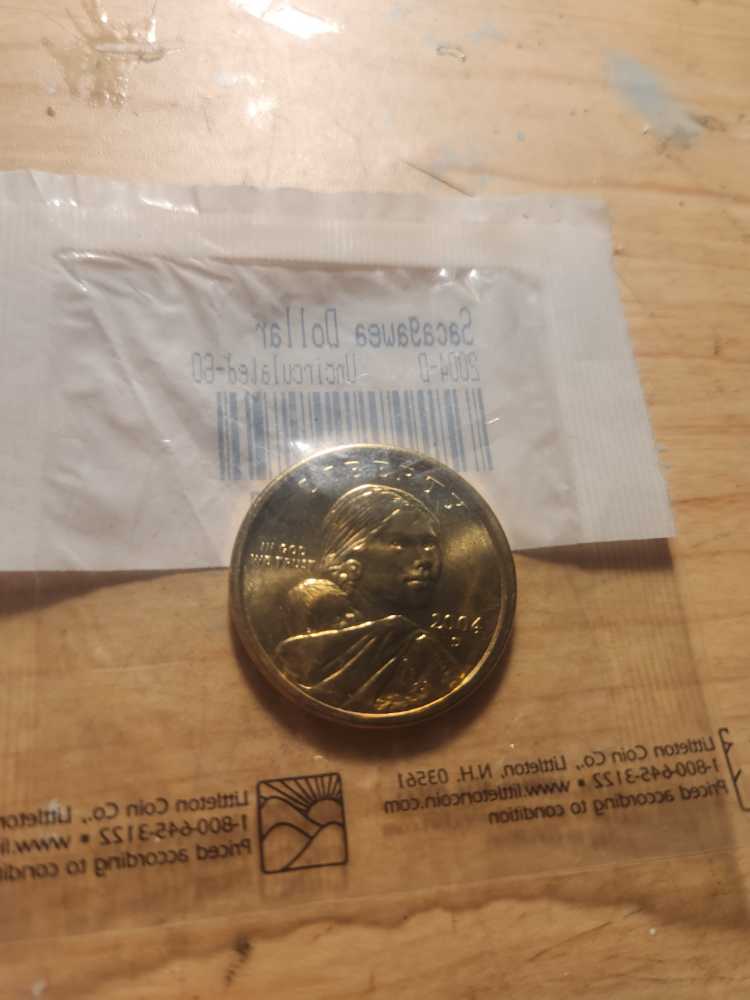 Sacagawea Dollar
2004-D Uncirculated-60
LIBERTY
IN GOD
WE TRUST
2004
D
Littleton Coin Co., Littleton, N.H. 03561
1-800-645-3122 • www.littletoncoin.com
Priced according to condition
Littleton Coin Co., Littleton
1-800-645-3122 • www.li
Priced according to conditi